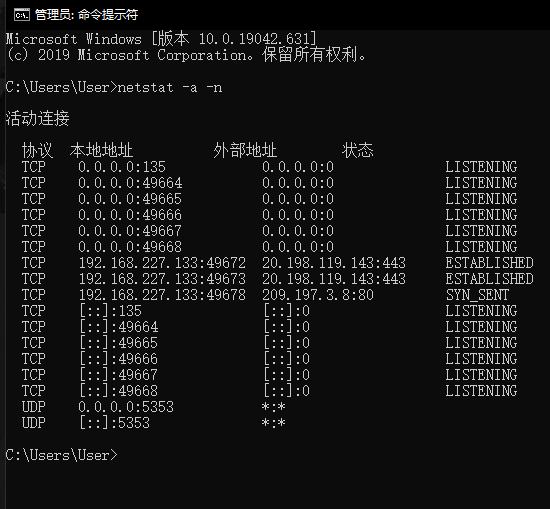 管理员: 命令提示符
Microsoft Windows [版本 10.0.19042.631]
(c) 2019 Microsoft Corporation。保留所有权利。
C:\Users\User>netstat -a -n
活动连接
协议  本地地址          外部地址        状态
TCP    0.0.0.0:135            0.0.0.0:0              LISTENING
TCP    0.0.0.0:49664          0.0.0.0:0              LISTENING
TCP    0.0.0.0:49665          0.0.0.0:0              LISTENING
TCP    0.0.0.0:49666          0.0.0.0:0              LISTENING
TCP    0.0.0.0:49667          0.0.0.0:0              LISTENING
TCP    0.0.0.0:49668          0.0.0.0:0              LISTENING
TCP    192.168.227.133:49672  20.198.119.143:443     ESTABLISHED
TCP    192.168.227.133:49673  20.198.119.143:443     ESTABLISHED
TCP    192.168.227.133:49678  209.197.3.8:80         SYN_SENT
TCP    [::]:135               [::]:0                 LISTENING
TCP    [::]:49664             [::]:0                 LISTENING
TCP    [::]:49665             [::]:0                 LISTENING
TCP    [::]:49666             [::]:0                 LISTENING
TCP    [::]:49667             [::]:0                 LISTENING
TCP    [::]:49668             [::]:0                 LISTENING
UDP    0.0.0.0:5353           *:*
UDP    [::]:5353              *:*
C:\Users\User>